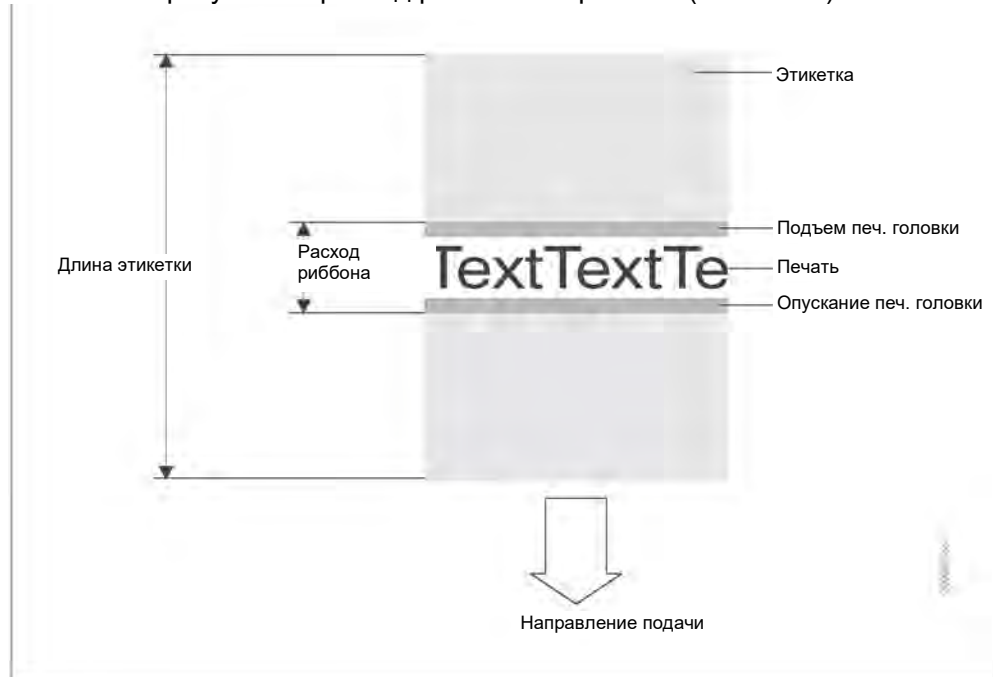 Этикетка
Подъем печ. головки
Длина этикетки
Расход
риббона
TextTextTe
Печать
Опускание печ. головки
Направление подачи